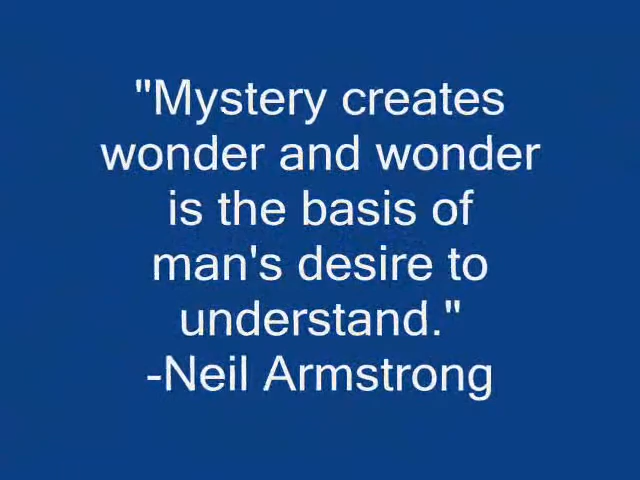 "Mystery creates
wonder and wonder
is the basis of
man's desire to
understand."
-Neil Armstrong